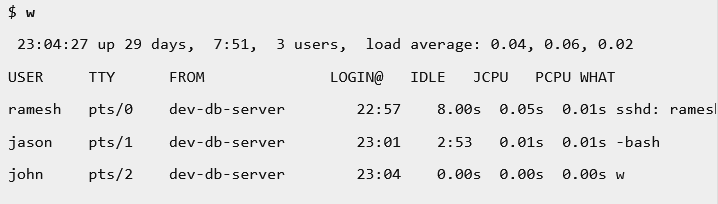 $ w
23:04:27 up 29 days,  7:51,  3 users,  load average: 0.04, 0.06, 0.02
USER     TTY      FROM              LOGIN@   IDLE   JCPU   PCPU WHAT
ramesh   pts/0    dev-db-server        22:57    8.00s  0.05s  0.01s sshd: ramesh
jason    pts/1    dev-db-server        23:01    2:53   0.01s  0.01s -bash
john     pts/2    dev-db-server        23:04    0.00s  0.00s  0.00s w